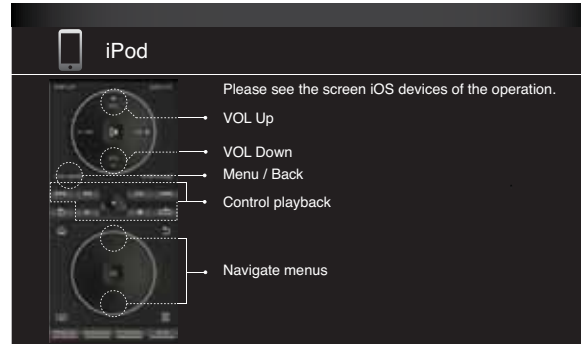 iPod
Please see the screen iOS devices of the operation.
VOL Up
VOL Down
Menu / Back
Control playback
Navigate menus